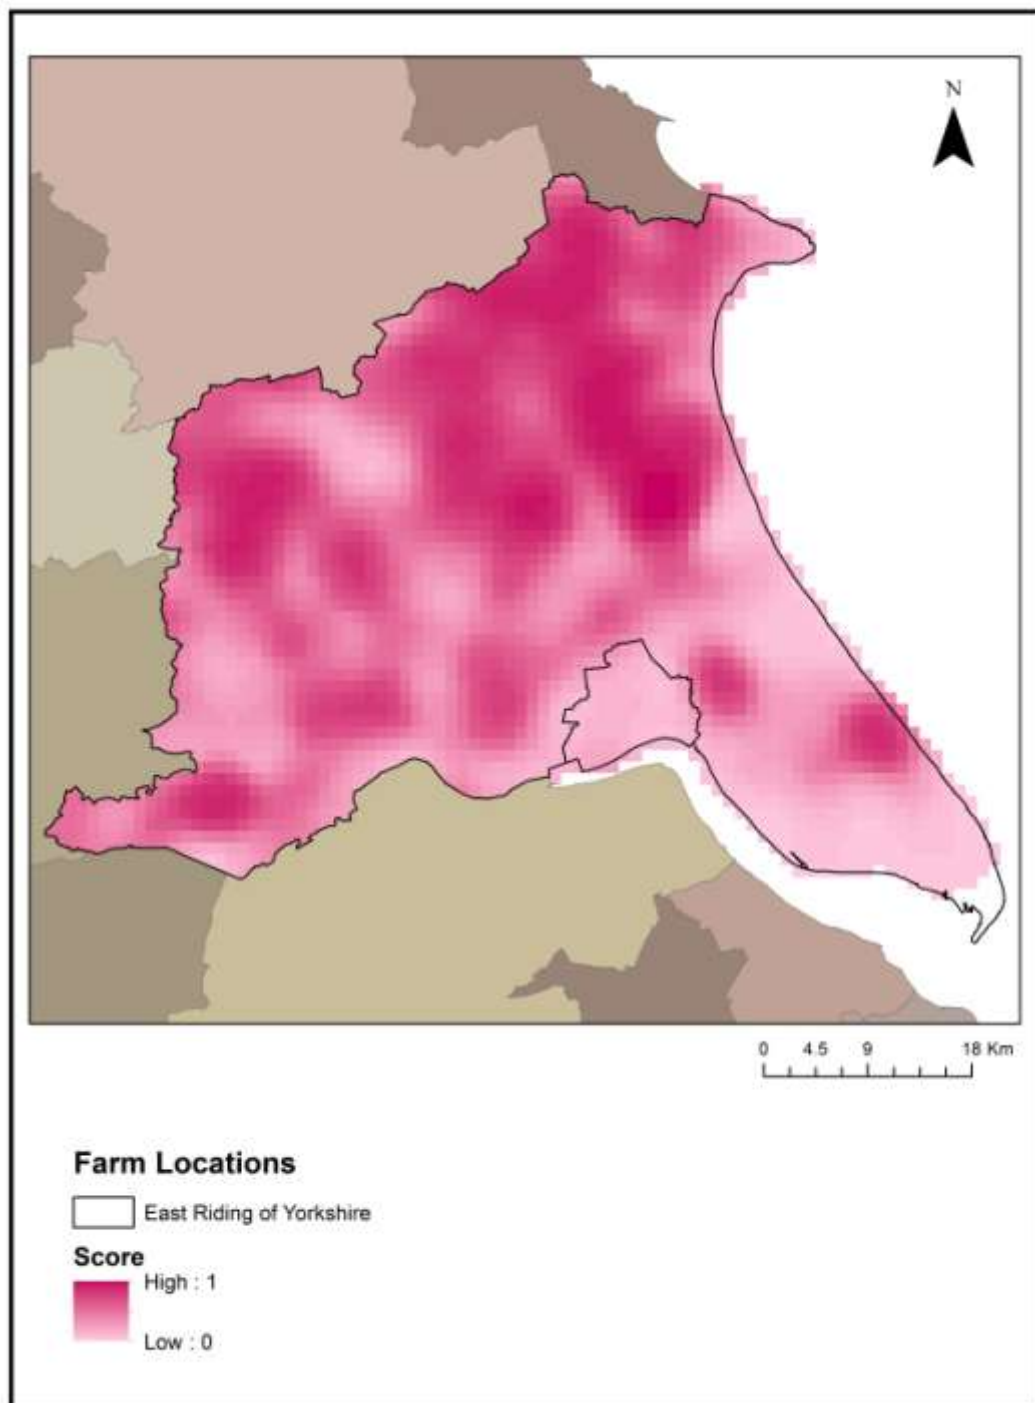 N
0 4.5 9 18 Km
Farm Locations
East Riding of Yorkshire
Score
High : 1
Low : 0